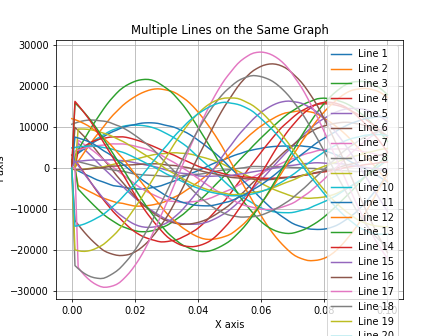 Multiple Lines on the Same Graph
30000
20000
10000
0
−10000
−20000
−30000
0.00
0.02
0.04
0.06
0.08
X axis
Line 1
Line 2
Line 3
Line 4
Line 5
Line 6
Line 7
Line 8
Line 9
Line 10
Line 11
Line 12
Line 13
Line 14
Line 15
Line 16
Line 17
Line 18
Line 19